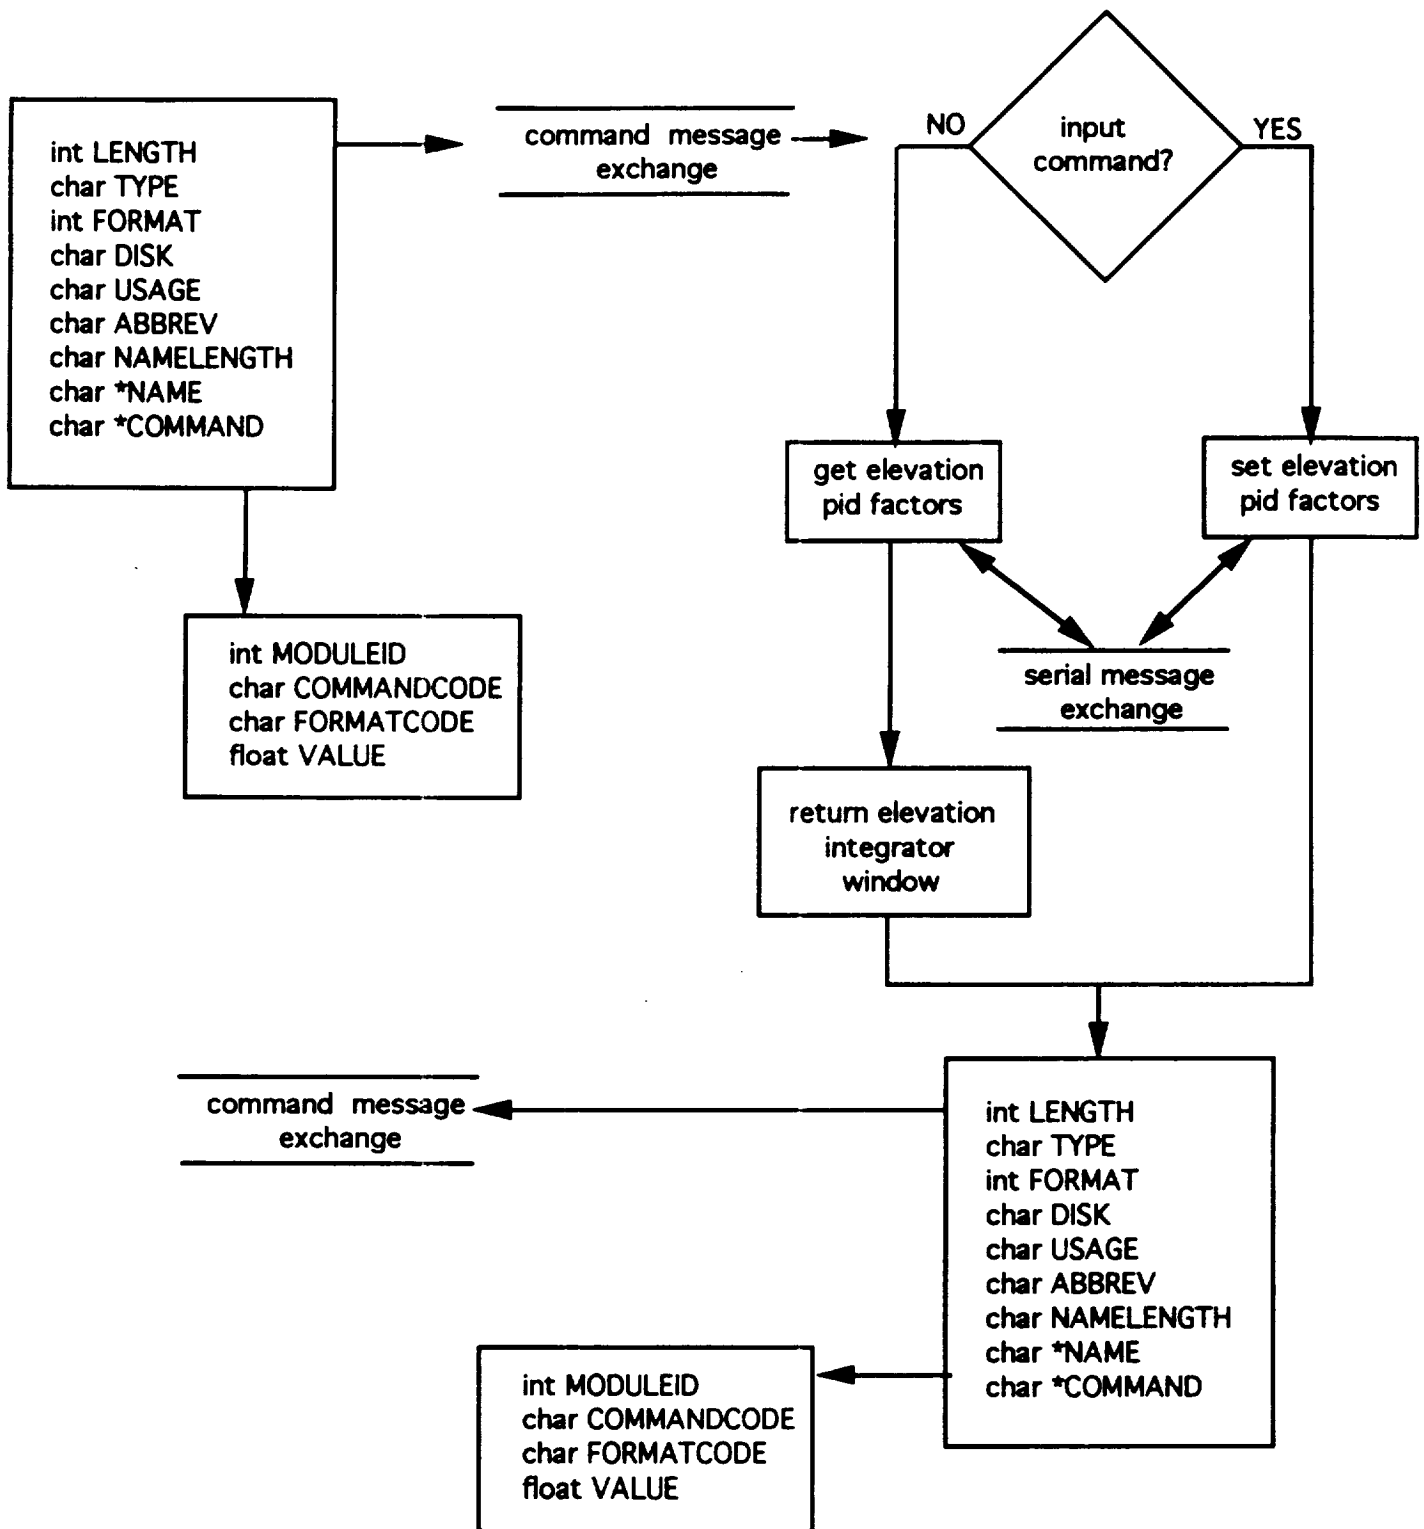 int LENGTH
char TYPE
int FORMAT
char DISK
char USAGE
char ABBREV
char NAMELENGTH
char *NAME
char *COMMAND
command message
exchange
NO
input
command?
YES
int MODULEID
char COMMANDCODE
char FORMATCODE
float VALUE
get elevation
pid factors
set elevation
pid factors
serial message
exchange
return elevation
integrator
window
command message
exchange
int LENGTH
char TYPE
int FORMAT
char DISK
char USAGE
char ABBREV
char NAMELENGTH
char *NAME
char *COMMAND
int MODULEID
char COMMANDCODE
char FORMATCODE
float VALUE